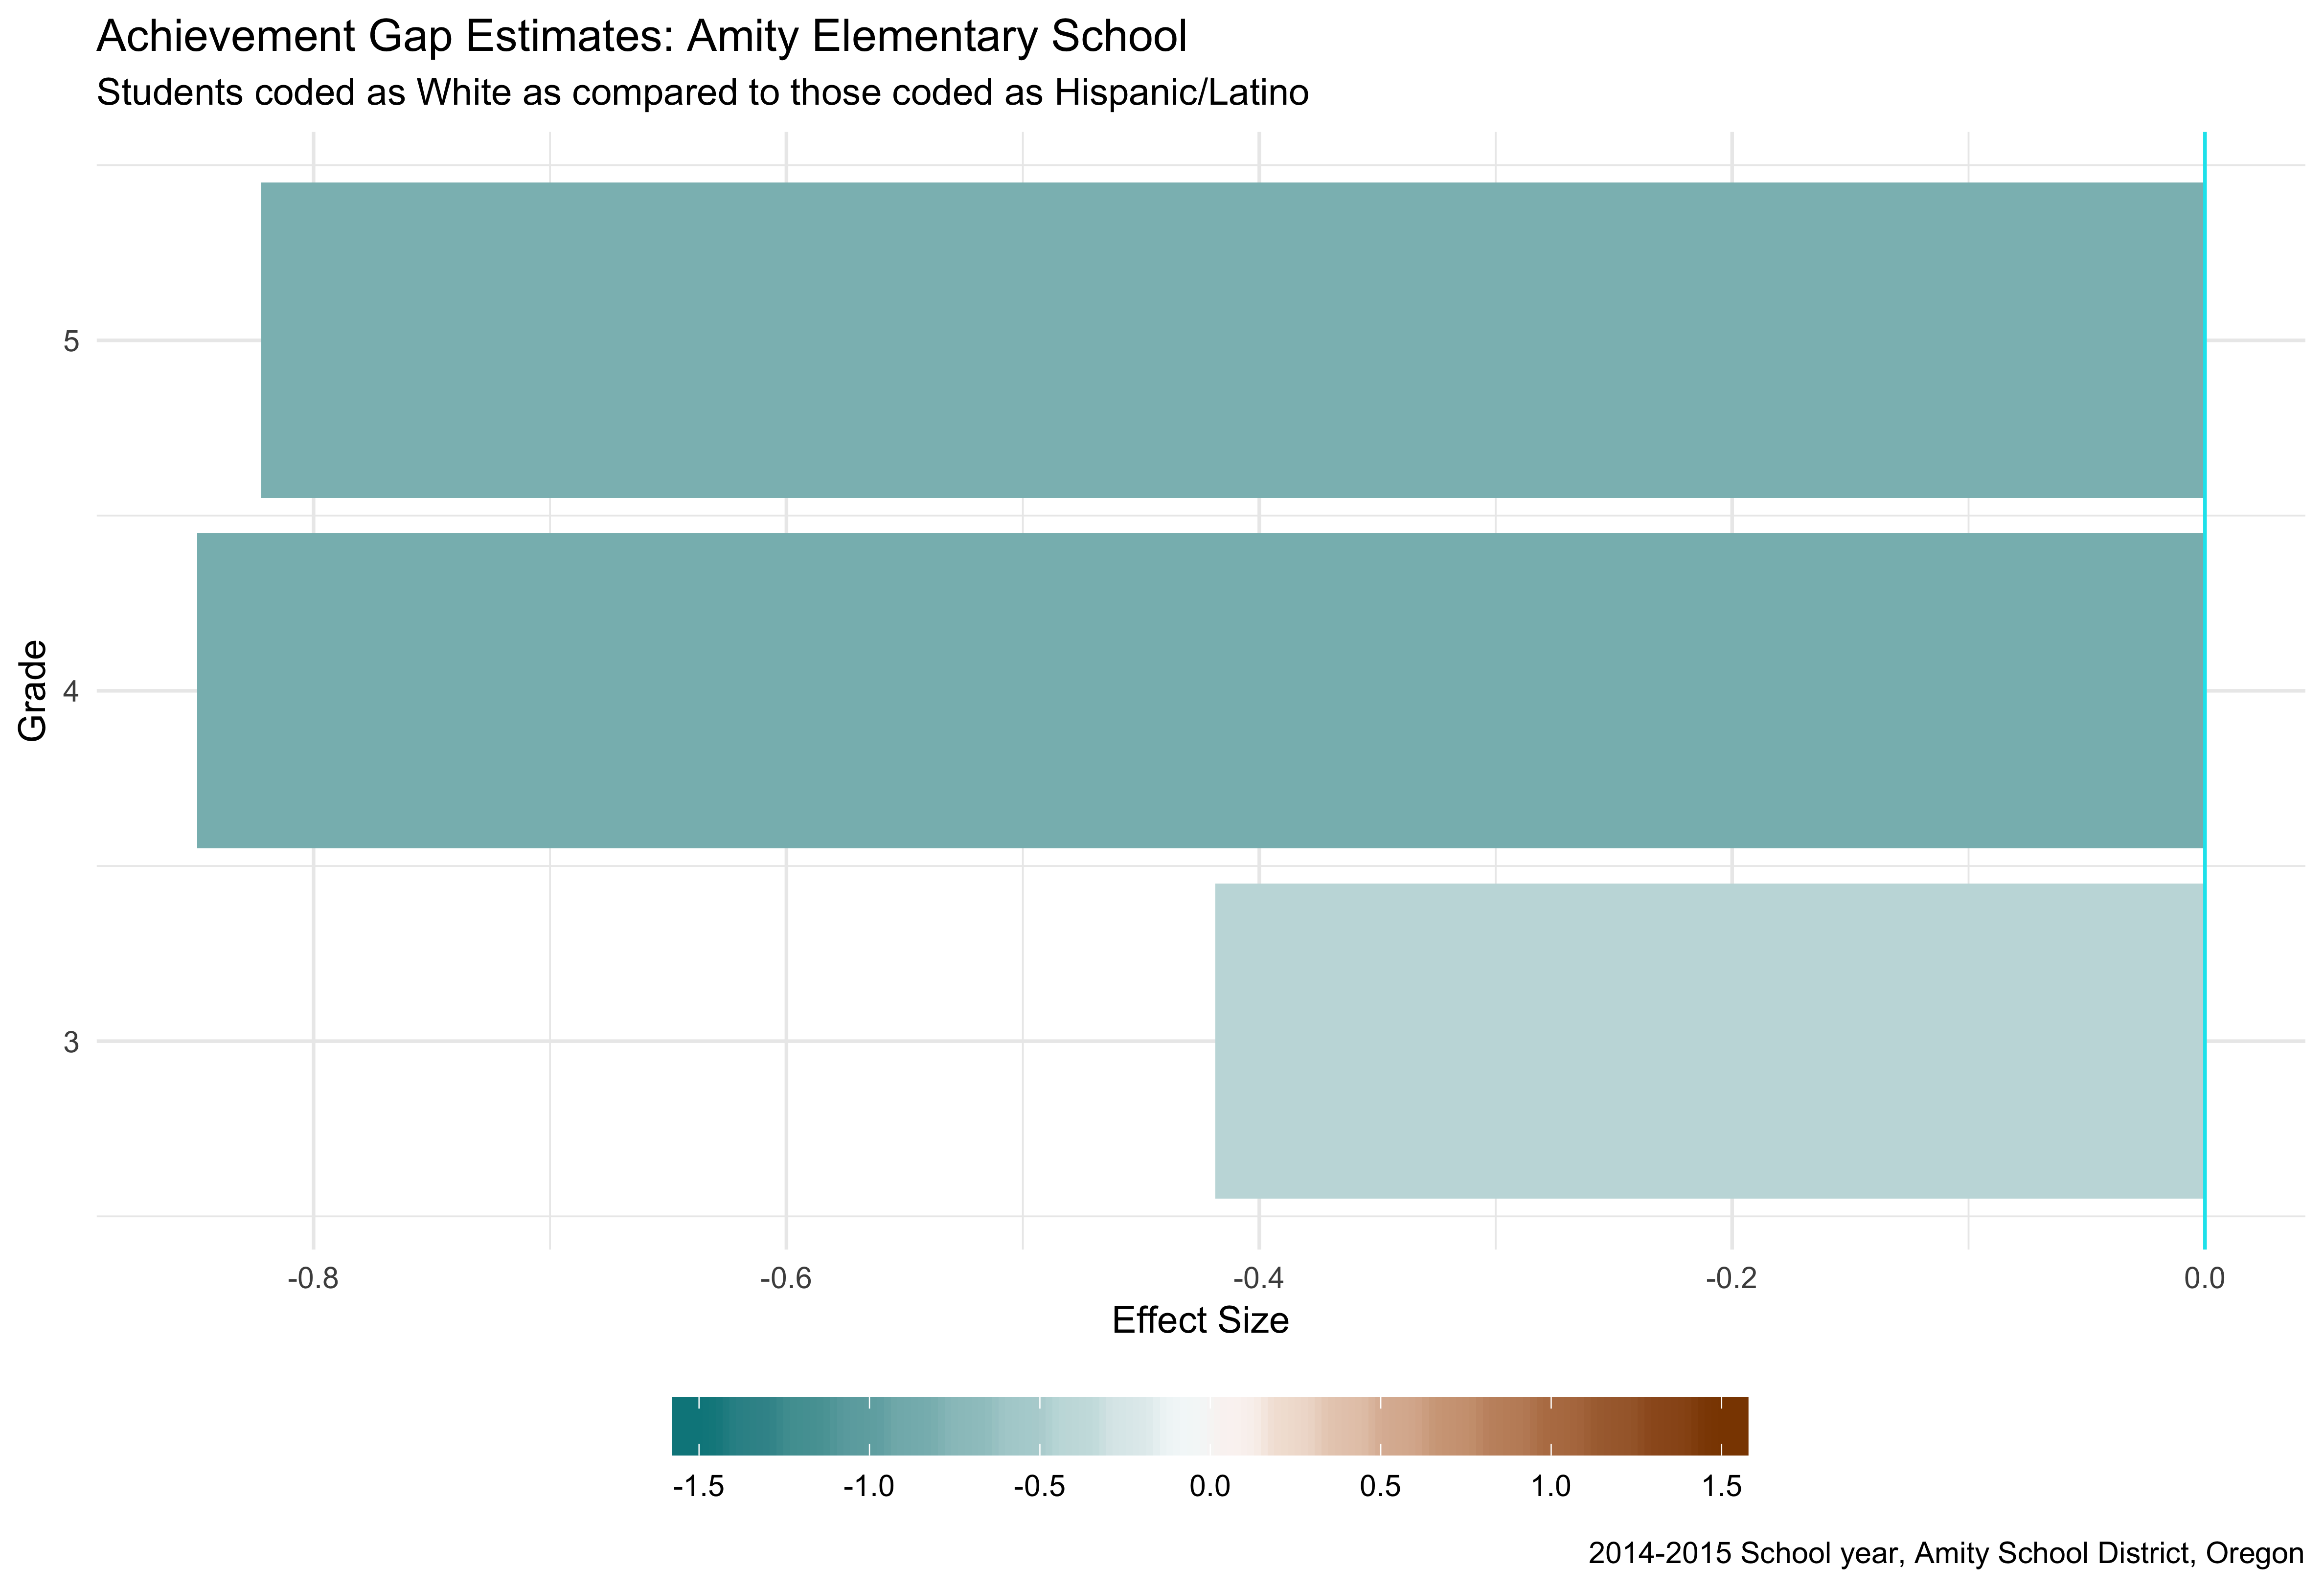 Achievement Gap Estimates: Amity Elementary School
Students coded as White as compared to those coded as Hispanic/Latino
5
4
3
Grade
-0.8 -0.6 -0.4 -0.2 0.0
Effect Size
-1.5 -1.0 -0.5 0.0 0.5 1.0 1.5
2014-2015 School year, Amity School District, Oregon